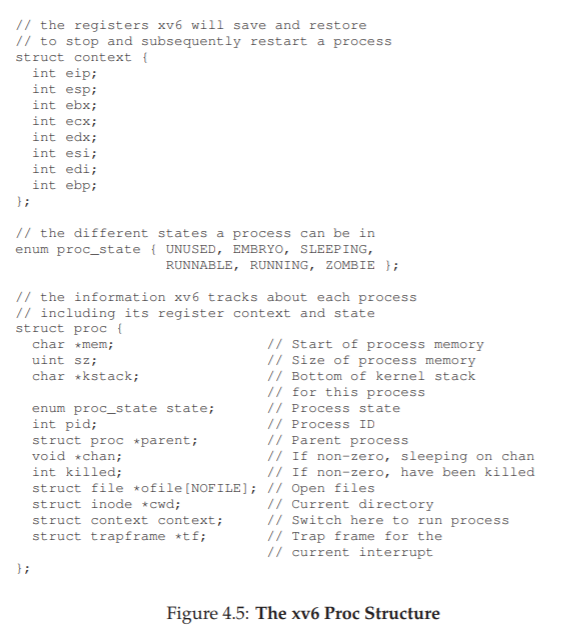 // the registers xv6 will save and restore
// to stop and subsequently restart a process
struct context {
  int eip;
  int esp;
  int ebx;
  int ecx;
  int edx;
  int esi;
  int edi;
  int ebp;
};
// the different states a process can be in
enum proc_state { UNUSED, EMBRYO, SLEEPING,
                  RUNNABLE, RUNNING, ZOMBIE };
// the information xv6 tracks about each process
// including its register context and state
struct proc {
  char *mem;                  // Start of process memory
  uint sz;                    // Size of process memory
  char *kstack;               // Bottom of kernel stack
                              // for this process
  enum proc_state state;      // Process state
  int pid;                    // Process ID
  struct proc *parent;        // Parent process
  void *chan;                 // If non-zero, sleeping on chan
  int killed;                 // If non-zero, have been killed
  struct file *ofile[NOFILE]; // Open files
  struct inode *cwd;          // Current directory
  struct context context;     // Switch here to run process
  struct trapframe *tf;       // Trap frame for the
                              // current interrupt
};
Figure 4.5: The xv6 Proc Structure